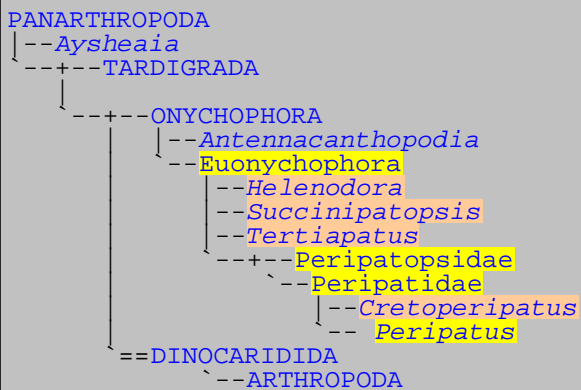 PANARTHROPODA
|--Aysheaia
`--+--TARDIGRADA
   |
   `--+--ONYCHOPHORA
      |  |--Antennacanthopodia
      |  `--Euonychophora
      |     |--Helenodora
      |     |--Succinipatopsis
      |     |--Tertiapatus
      |     `--+--Peripatopsidae
      |        `--Peripatidae
      |           |--Cretoperipatus
      |           `-- Peripatus
      `==DINOCARIDIDA
            `--ARTHROPODA